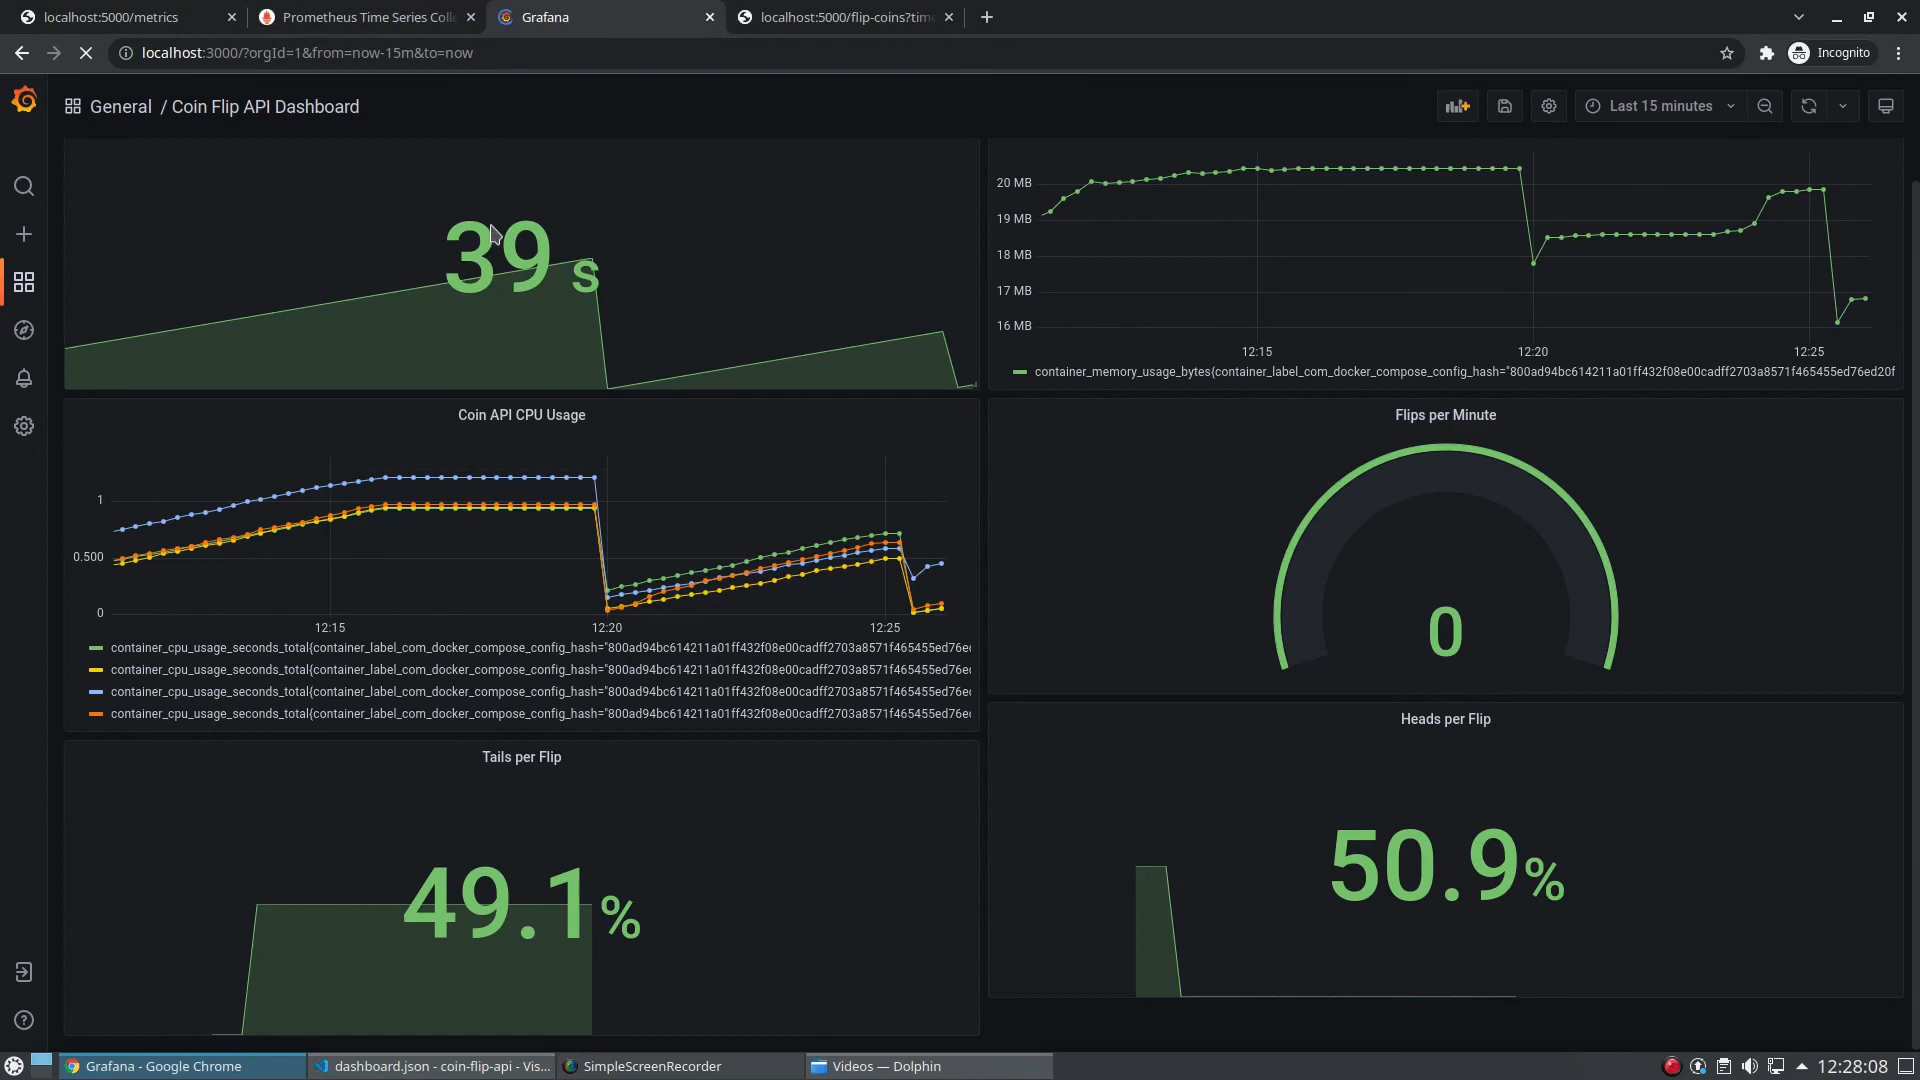 localhost:5000/metrics
Prometheus Time Series Colle
Grafana
localhost:5000/flip-coins?time
localhost:3000/?orgId=1&from=now-15m&to=now
Incognito
General / Coin Flip API Dashboard
Last 15 minutes
39 s
20 MB
19 MB
18 MB
17 MB
16 MB
12:15
12:20
12:25
container_memory_usage_bytes{container_label_com_docker_compose_config_hash="800ad94bc614211a01ff432f08e00cadff2703a8571f465455ed76ed20f
Coin API CPU Usage
1
0.500
0
12:15
12:20
12:25
container_cpu_usage_seconds_total{container_label_com_docker_compose_config_hash="800ad94bc614211a01ff432f08e00cadff2703a8571f465455ed76e
container_cpu_usage_seconds_total{container_label_com_docker_compose_config_hash="800ad94bc614211a01ff432f08e00cadff2703a8571f465455ed76e
container_cpu_usage_seconds_total{container_label_com_docker_compose_config_hash="800ad94bc614211a01ff432f08e00cadff2703a8571f465455ed76e
container_cpu_usage_seconds_total{container_label_com_docker_compose_config_hash="800ad94bc614211a01ff432f08e00cadff2703a8571f465455ed76e
Flips per Minute
0
Tails per Flip
49.1%
Heads per Flip
50.9%
Grafana - Google Chrome
dashboard.json - coin-flip-api - Vis...
SimpleScreenRecorder
Videos — Dolphin
12:28:08